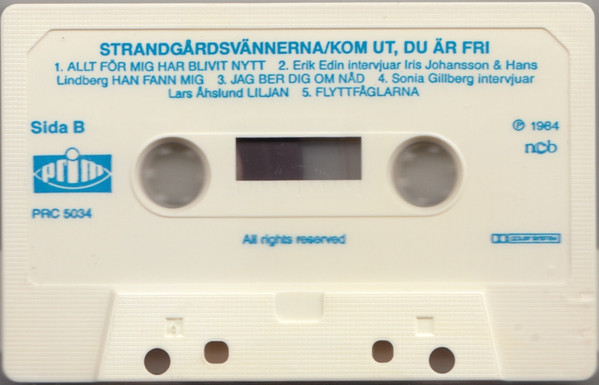 STRANDGÅRDSVÄNNERNA/KOM UT, DU ÄR FRI
1. ALLT FÖR MIG HAR BLIVIT NYTT 2. Erik Edin intervjuar Iris Johansson & Hans
Lindberg HAN FANN MIG 3. JAG BER DIG OM NÅD 4. Sonia Gillberg intervjuar
Lars Åhslund LILJAN 5. FLYTTFÅGLARNA
Sida B
℗ 1984
ncb
prim
PRC 5034
All rights reserved
DOLBY SYSTEM